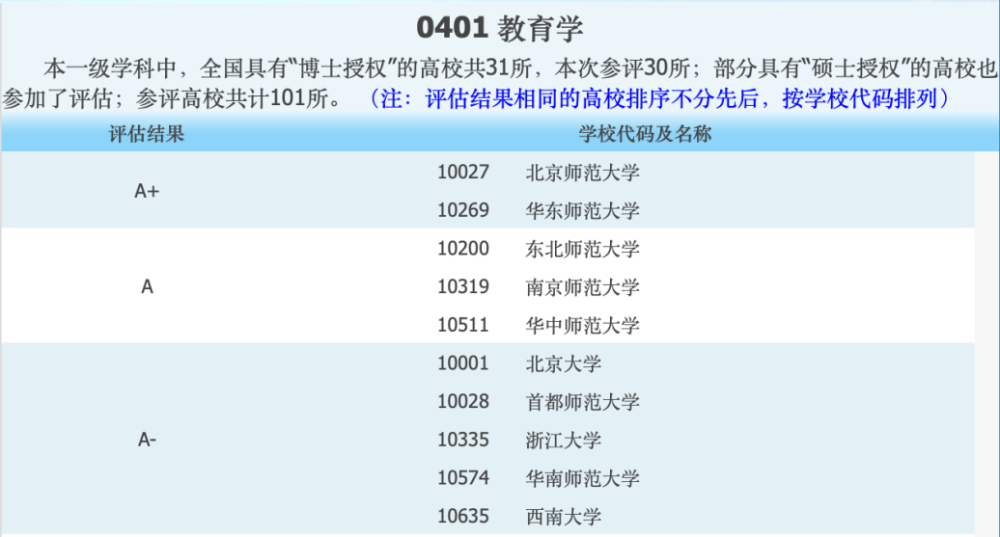 0401 教育学
本一级学科中，全国具有“博士授权”的高校共31所，本次参评30所；部分具有“硕士授权”的高校也
参加了评估；参评高校共计101所。（注：评估结果相同的高校排序不分先后，按学校代码排列）
评估结果 学校代码及名称
A+
10027 北京师范大学
10269 华东师范大学
A
10200 东北师范大学
10319 南京师范大学
10511 华中师范大学
A-
10001 北京大学
10028 首都师范大学
10335 浙江大学
10574 华南师范大学
10635 西南大学